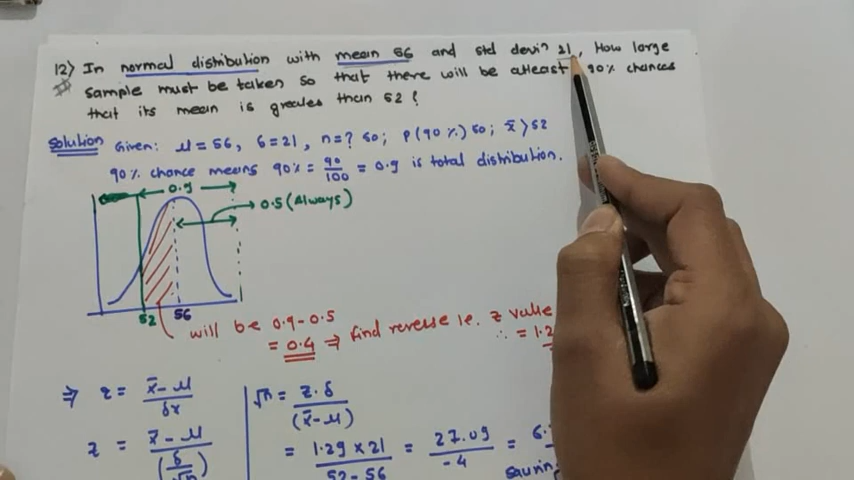 12) In normal distribution with mean 56 and std devin 21, How large
sample must be taken so that there will be atleast 90% chances
that its mean is greater than 52?
Solution Given: μ = 56, σ = 21, n = ? so; P(90%) so; x̄ > 52
90% chance means 90% = 90/100 = 0.9 is total distribution.
0.9
0.5 (Always)
52 56
will be 0.9 - 0.5
= 0.4 ⇒ find reverse ie. z value
∴ = 1.2
⇒ z = x̄ - μ / δx
√n = z · δ / (x̄ - μ)
z = x̄ - μ / (δ / √n)
= 1.29 × 21 / 52 - 56 = 27.09 / -4 = 6.